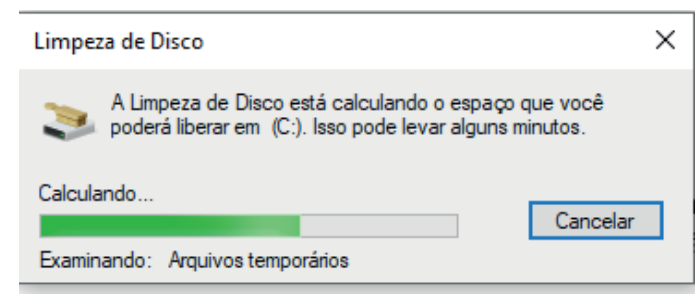 Limpeza de Disco
A Limpeza de Disco está calculando o espaço que você
poderá liberar em (C:). Isso pode levar alguns minutos.
Calculando...
Cancelar
Examinando: Arquivos temporários